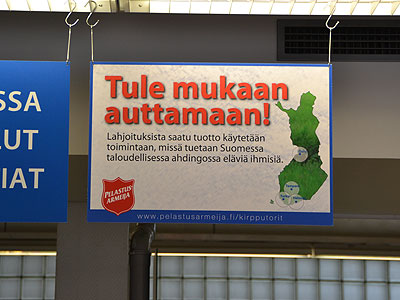 SSA
LUT
IAT
Tule mukaan
auttamaan!
Lahjoituksista saatu tuotto käytetään
toimintaan, missä tuetaan Suomessa
taloudellisessa ahdingossa eläviä ihmisiä.
PELASTUS-
ARMEIJA
www.pelastusarmeija.fi/kirpputorit